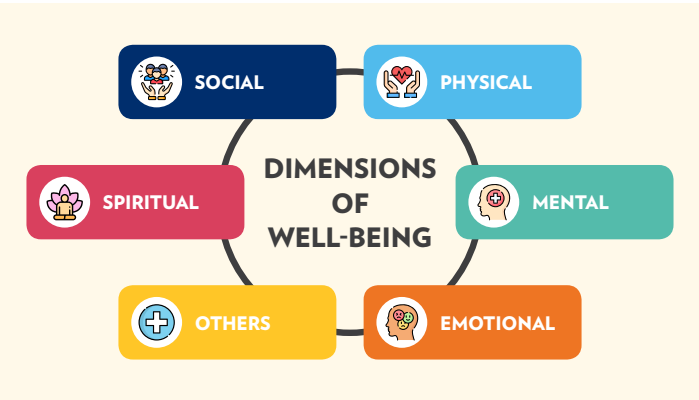 SOCIAL
PHYSICAL
DIMENSIONS
OF
WELL-BEING
SPIRITUAL
MENTAL
OTHERS
EMOTIONAL